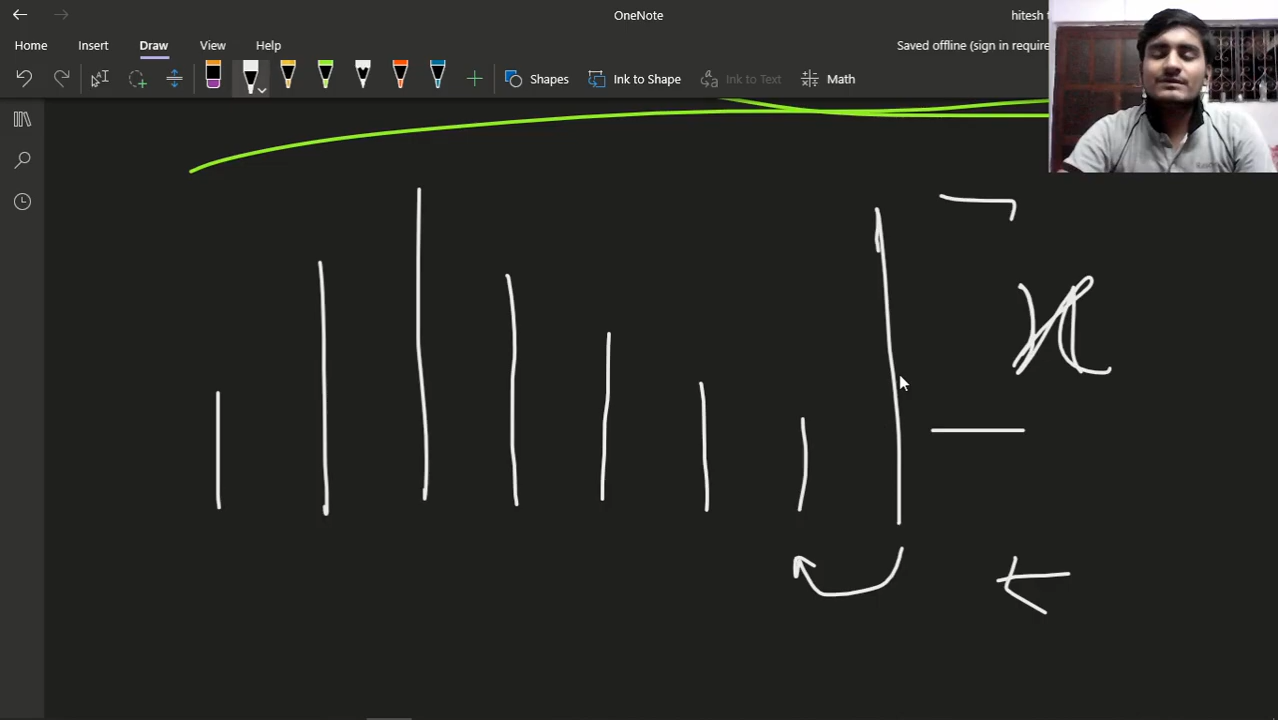 OneNote
hitesh
Home Insert Draw View Help
Saved offline (sign in require
Shapes Ink to Shape Ink to Text Math
x